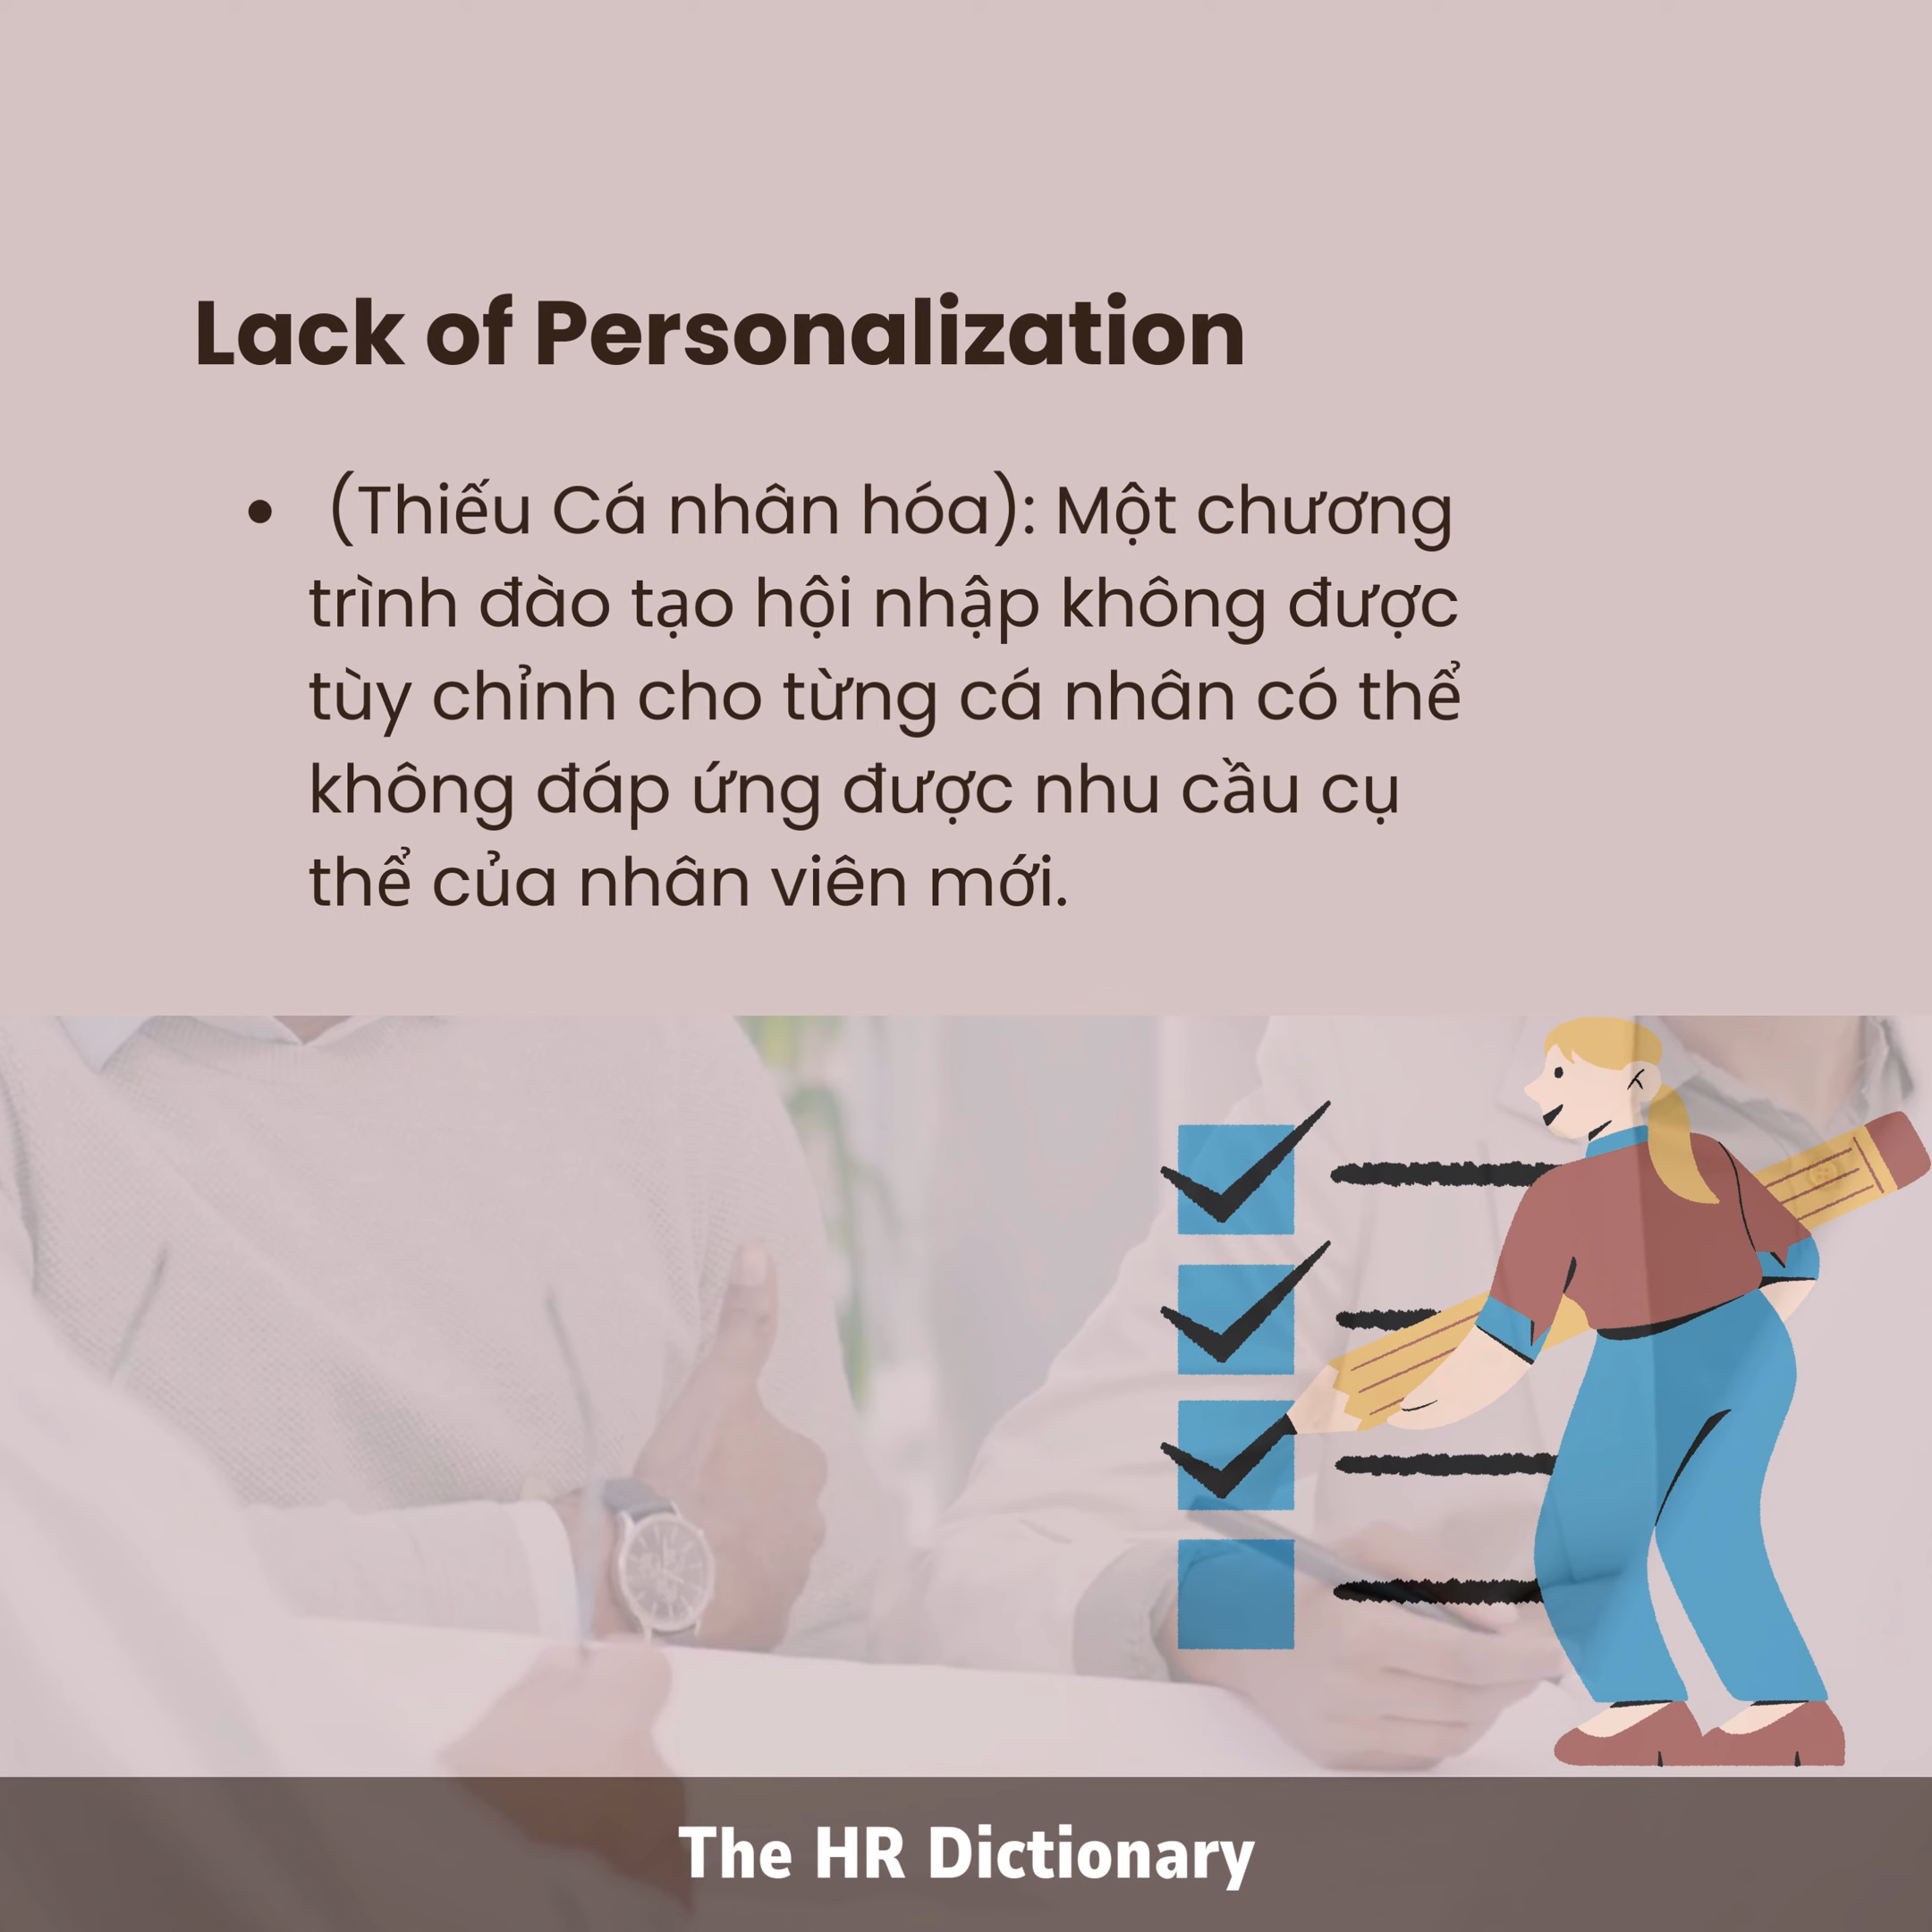 Lack of Personalization
• (Thiếu Cá nhân hóa): Một chương
trình đào tạo hội nhập không được
tùy chỉnh cho từng cá nhân có thể
không đáp ứng được nhu cầu cụ
thể của nhân viên mới.
The HR Dictionary